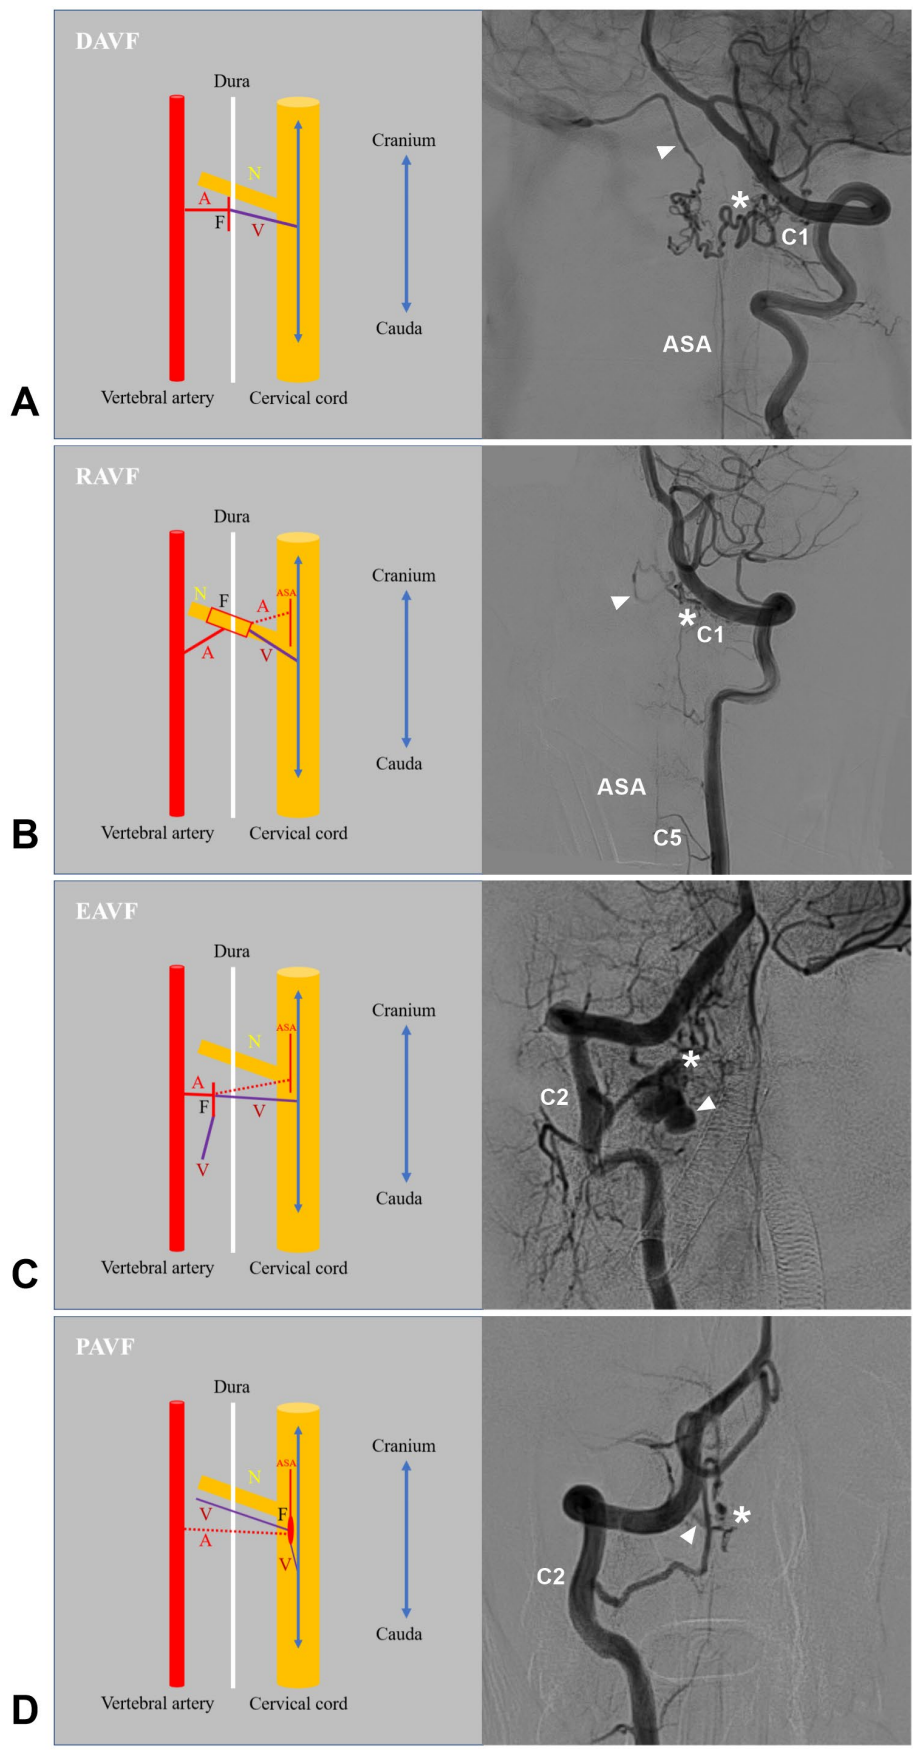 DAVF
Dura
N
Cranium
A
F
V
Cauda
Vertebral artery
Cervical cord
*
C1
ASA
A
RAVF
Dura
N
F
A
ASA
Cranium
A
V
Cauda
Vertebral artery
Cervical cord
*
C1
ASA
C5
B
EAVF
Dura
N
ASA
Cranium
A
F
V
V
Cauda
Vertebral artery
Cervical cord
*
C2
C
PAVF
Dura
N
ASA
Cranium
V
F
A
V
Cauda
Vertebral artery
Cervical cord
*
C2
D